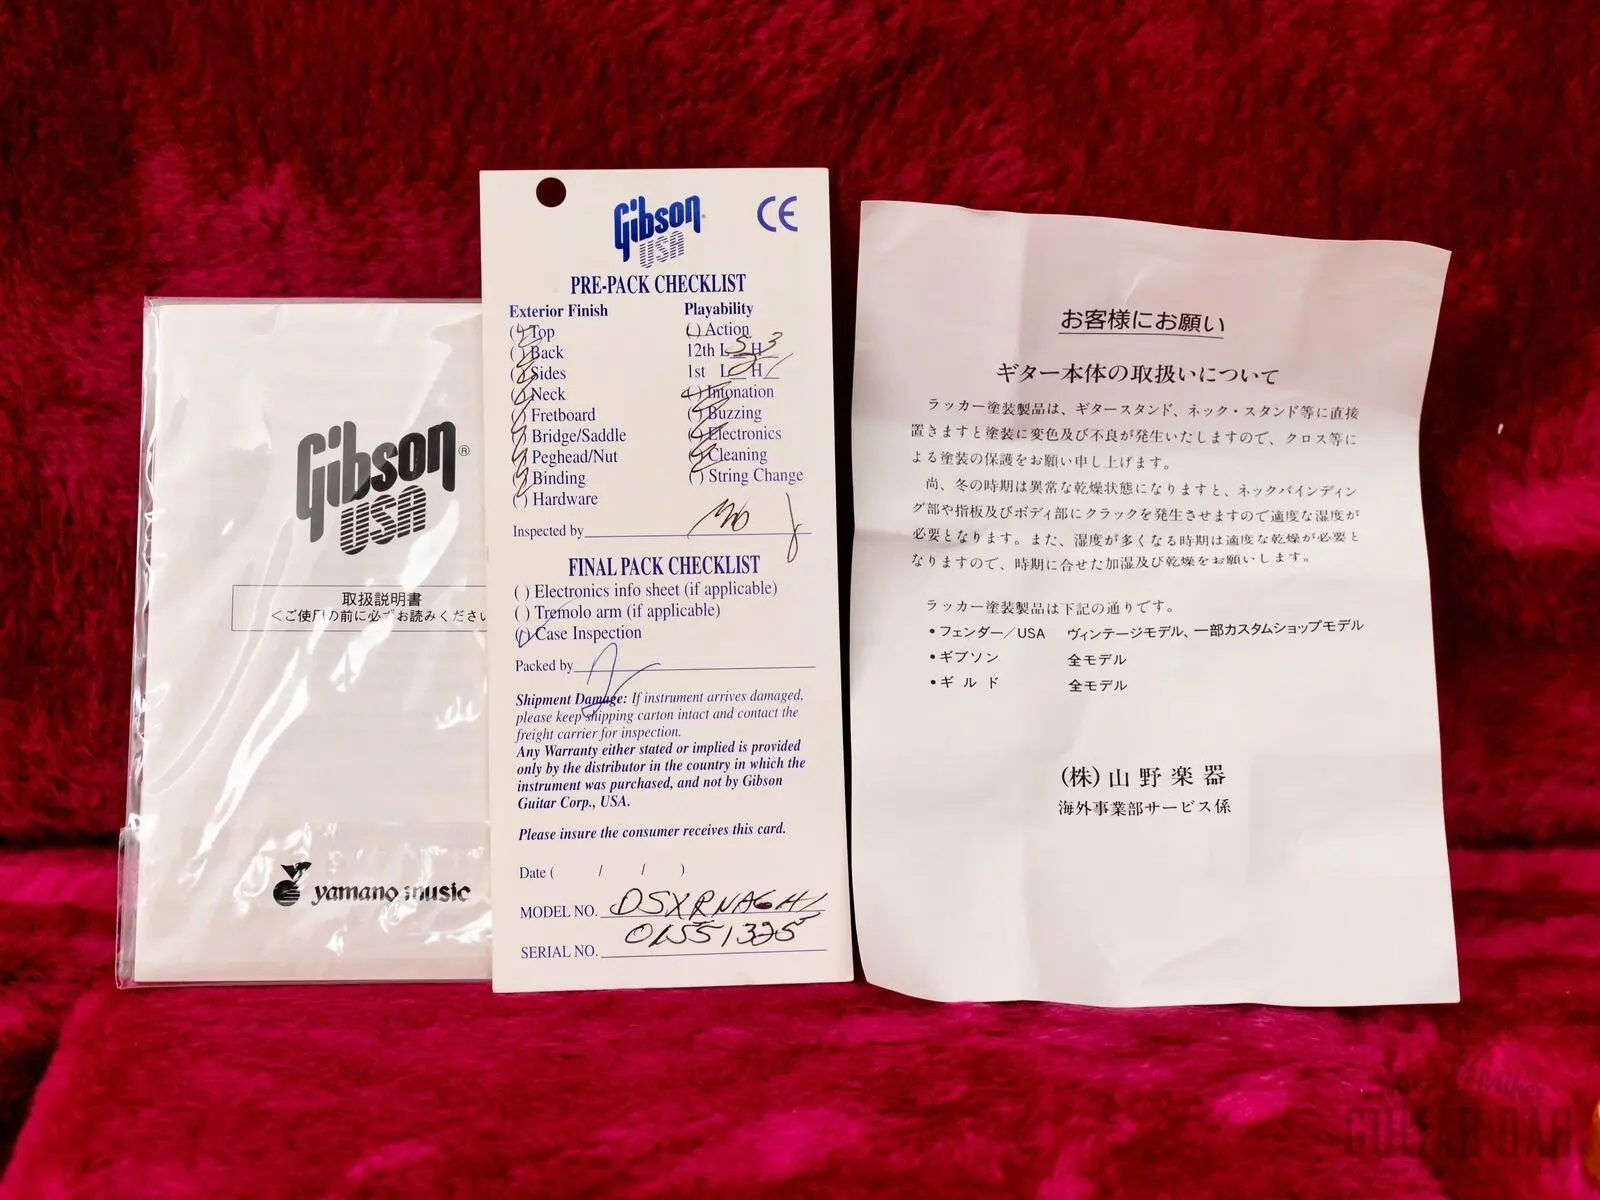 Gibson®
USA
取扱説明書
<ご使用の前に必ずお読みください
yamano music
Gibson® CE
USA
PRE-PACK CHECKLIST
Exterior Finish
( ) Top
( ) Back
( ) Sides
( ) Neck
( ) Fretboard
( ) Bridge/Saddle
( ) Peghead/Nut
( ) Binding
( ) Hardware
Playability
( ) Action
12th L 5 H 3
1st L 2 H 1
( ) Intonation
( ) Buzzing
( ) Electronics
( ) Cleaning
( ) String Change
Inspected by
FINAL PACK CHECKLIST
( ) Electronics info sheet (if applicable)
( ) Tremolo arm (if applicable)
( ) Case Inspection
Packed by
Shipment Damage: If instrument arrives damaged,
please keep shipping carton intact and contact the
freight carrier for inspection.
Any Warranty either stated or implied is provided
only by the distributor in the country in which the
instrument was purchased, and not by Gibson
Guitar Corp., USA.
Please insure the consumer receives this card.
Date ( / / )
MODEL NO. DSXRNAGH1
SERIAL NO. 01551325
お客様にお願い
ギター本体の取扱いについて
ラッカー塗装製品は、ギタースタンド、ネック・スタンド等に直接
置きますと塗装に変色及び不良が発生いたしますので、クロス等に
よる塗装の保護をお願い申し上げます。
尚、冬の時期は異常な乾燥状態になりますと、ネックバインディン
グ部や指板及びボディ部にクラックを発生させますので適度な湿度が
必要となります。また、湿度が多くなる時期は適度な乾燥が必要と
なりますので、時期に合せた加湿及び乾燥をお願いします。
ラッカー塗装製品は下記の通りです。
•フェンダー/USA ヴィンテージモデル、一部カスタムショップモデル
•ギブソン 全モデル
•ギルド 全モデル
(株)山野楽器
海外事業部サービス係
GUITAR BAR